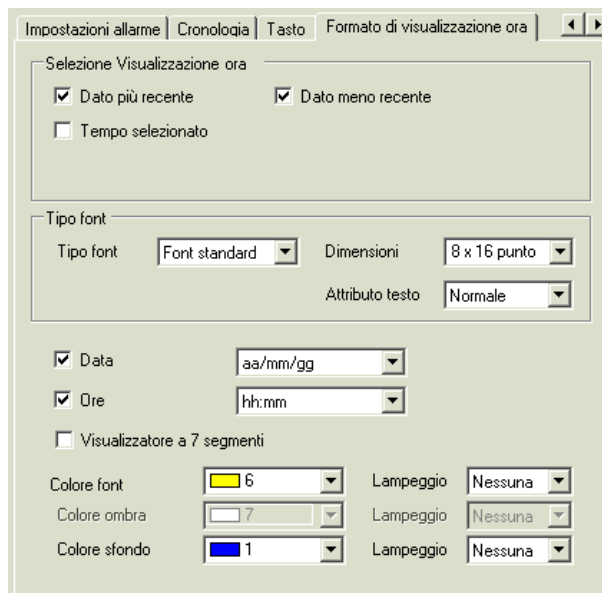 Impostazioni allarme Cronologia Tasto Formato di visualizzazione ora
Selezione Visualizzazione ora
Dato più recente Dato meno recente
Tempo selezionato
Tipo font
Tipo font Font standard Dimensioni 8 x 16 punto
Attributo testo Normale
Data aa/mm/gg
Ore hh:mm
Visualizzatore a 7 segmenti
Colore font 6 Lampeggio Nessuna
Colore ombra 7 Lampeggio Nessuna
Colore sfondo 1 Lampeggio Nessuna